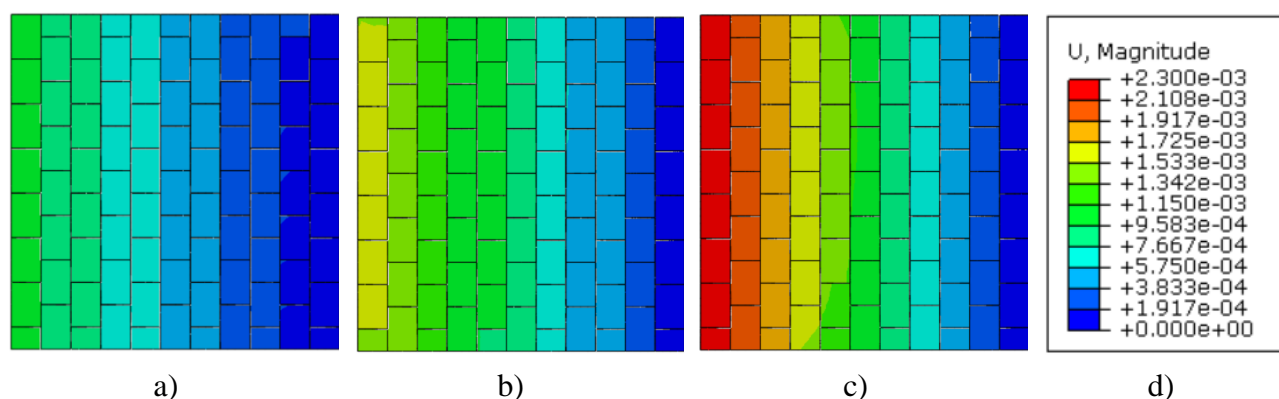 U, Magnitude
+2.300e-03
+2.108e-03
+1.917e-03
+1.725e-03
+1.533e-03
+1.342e-03
+1.150e-03
+9.583e-04
+7.667e-04
+5.750e-04
+3.833e-04
+1.917e-04
+0.000e+00
a) b) c) d)